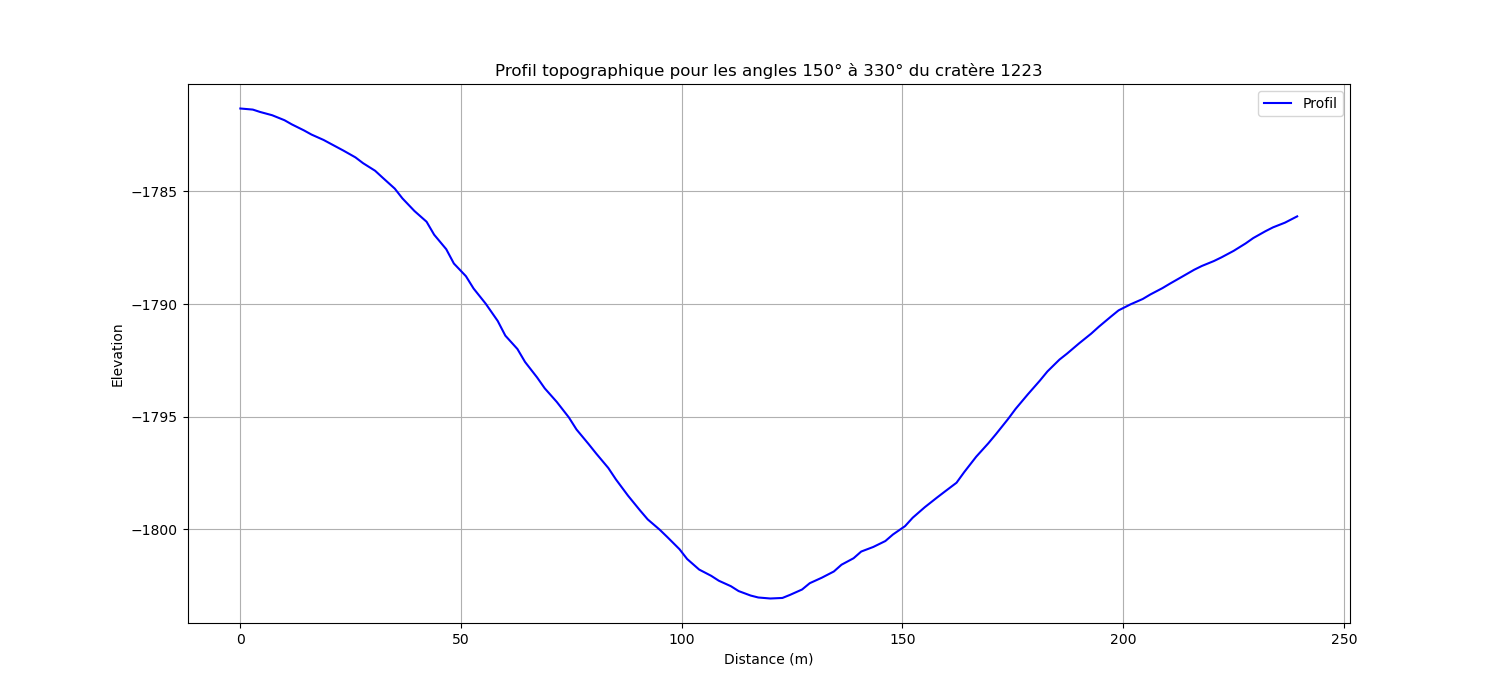 Profil topographique pour les angles 150° à 330° du cratère 1223
Profil
−1785
−1790
−1795
−1800
Elevation
0
50
100
150
200
250
Distance (m)